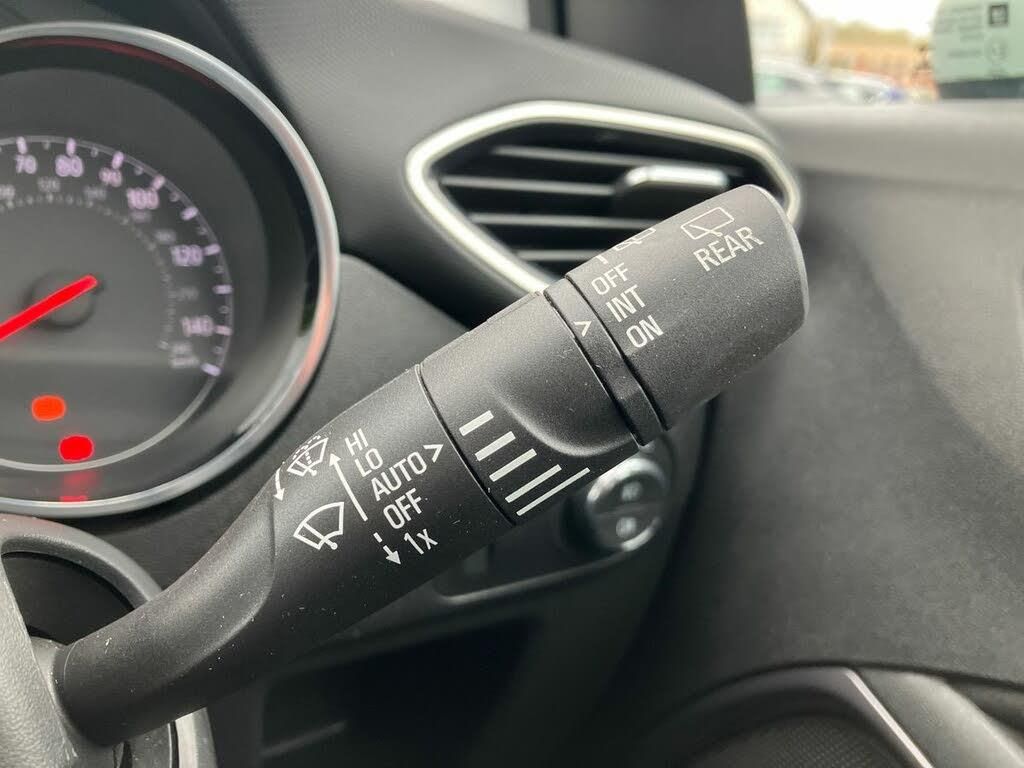 70
80
90
100
120
140
REAR
OFF
INT
ON
HI
LO
AUTO
OFF
1x